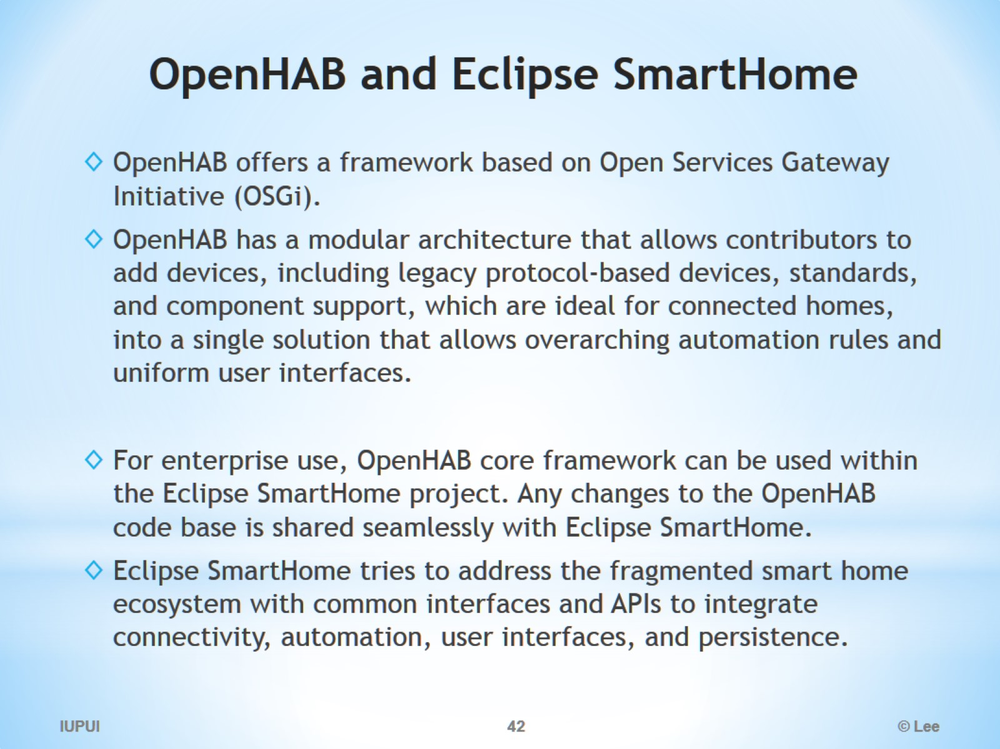 OpenHAB and Eclipse SmartHome
OpenHAB offers a framework based on Open Services Gateway
Initiative (OSGi).
OpenHAB has a modular architecture that allows contributors to
add devices, including legacy protocol-based devices, standards,
and component support, which are ideal for connected homes,
into a single solution that allows overarching automation rules and
uniform user interfaces.
For enterprise use, OpenHAB core framework can be used within
the Eclipse SmartHome project. Any changes to the OpenHAB
code base is shared seamlessly with Eclipse SmartHome.
Eclipse SmartHome tries to address the fragmented smart home
ecosystem with common interfaces and APIs to integrate
connectivity, automation, user interfaces, and persistence.
IUPUI 42 © Lee